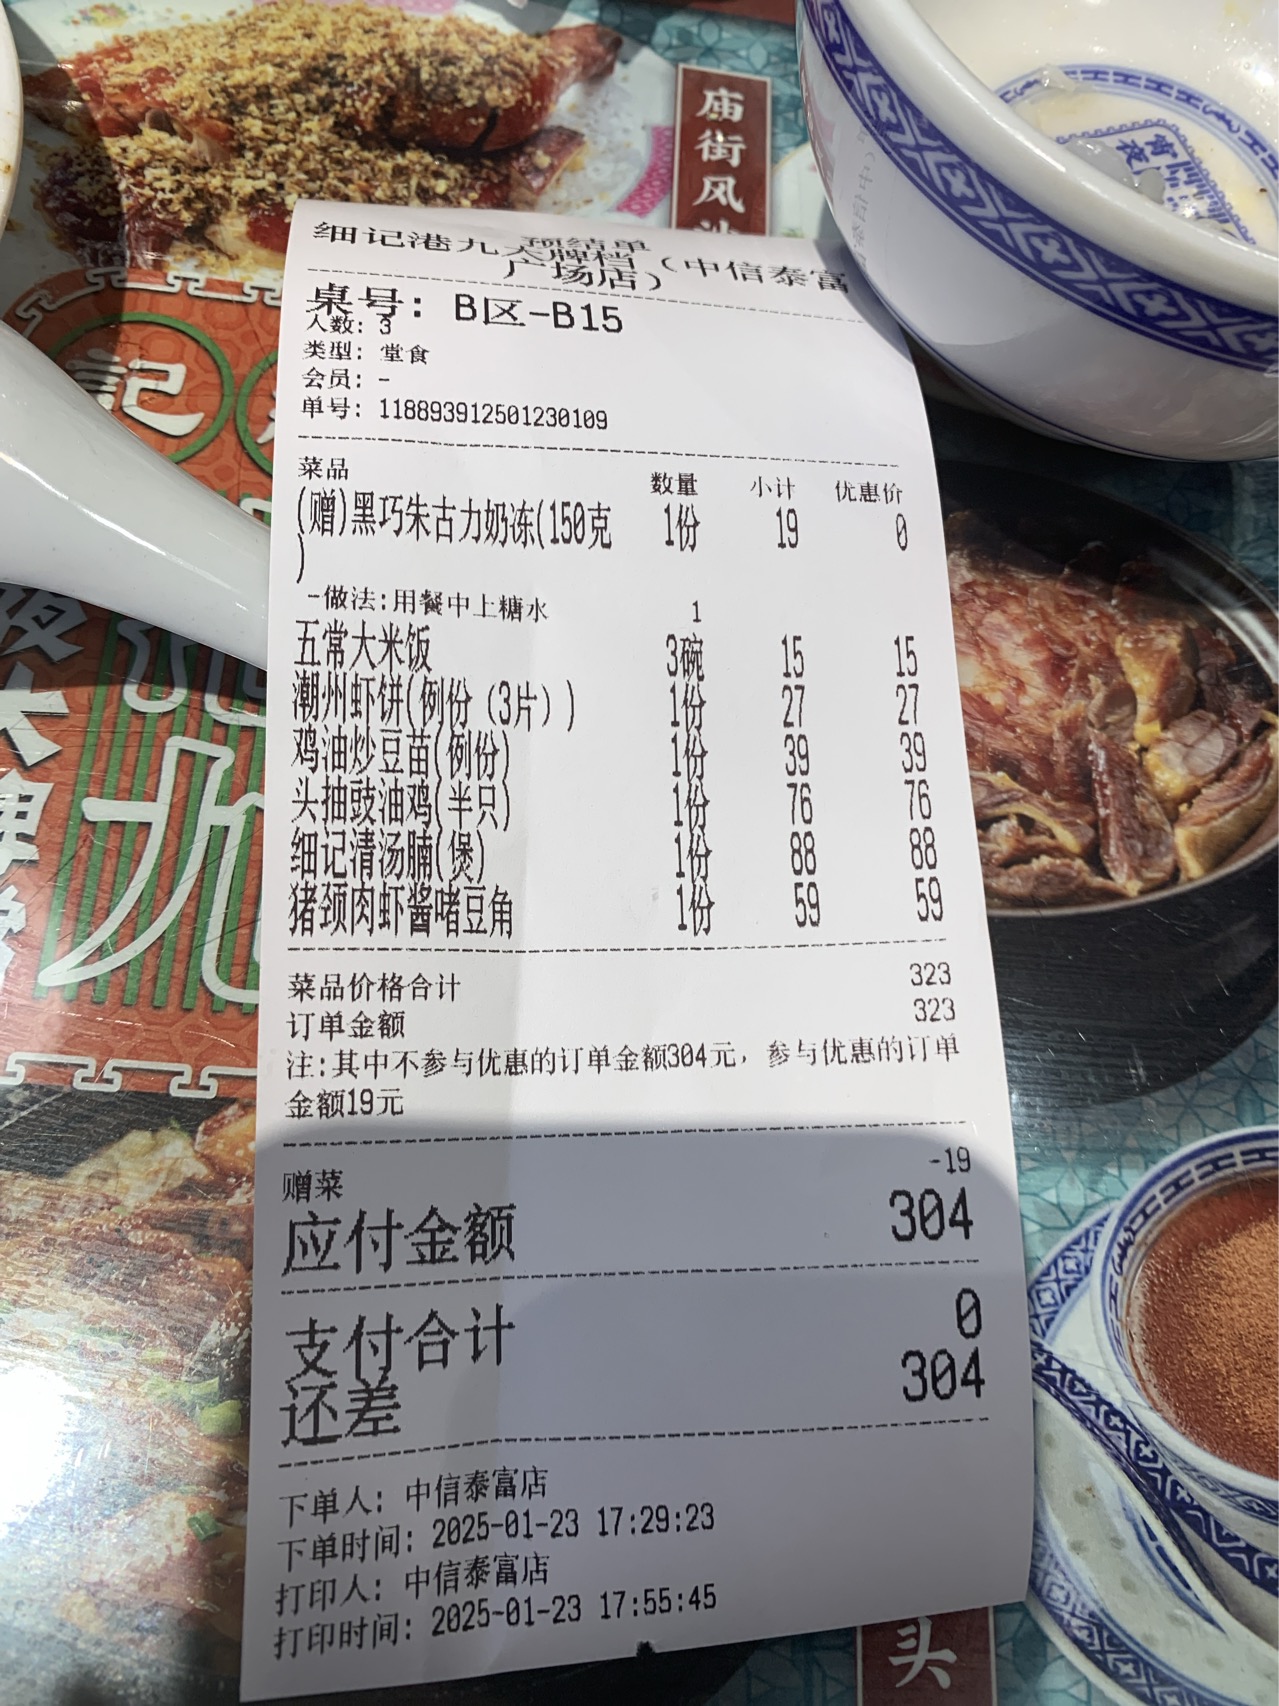 庙街风
细记港九大牌档（中信泰富
预结单
广场店）
桌号: B区-B15
人数: 3
类型: 堂食
会员: -
单号: 118893912501230109
菜品 数量 小计 优惠价
(赠)黑巧朱古力奶冻(150克 1份 19 0
)
-做法:用餐中上糖水 1
五常大米饭 3碗 15 15
潮州虾饼(例份（3片）) 1份 27 27
鸡油炒豆苗(例份) 1份 39 39
头抽豉油鸡(半只) 1份 76 76
细记清汤腩(煲) 1份 88 88
猪颈肉虾酱啫豆角 1份 59 59
菜品价格合计 323
订单金额 323
注:其中不参与优惠的订单金额304元，参与优惠的订单
金额19元
赠菜 -19
应付金额 304
支付合计 0
还差 304
下单人: 中信泰富店
下单时间: 2025-01-23 17:29:23
打印人: 中信泰富店
打印时间: 2025-01-23 17:55:45
記
九
头
宵夜